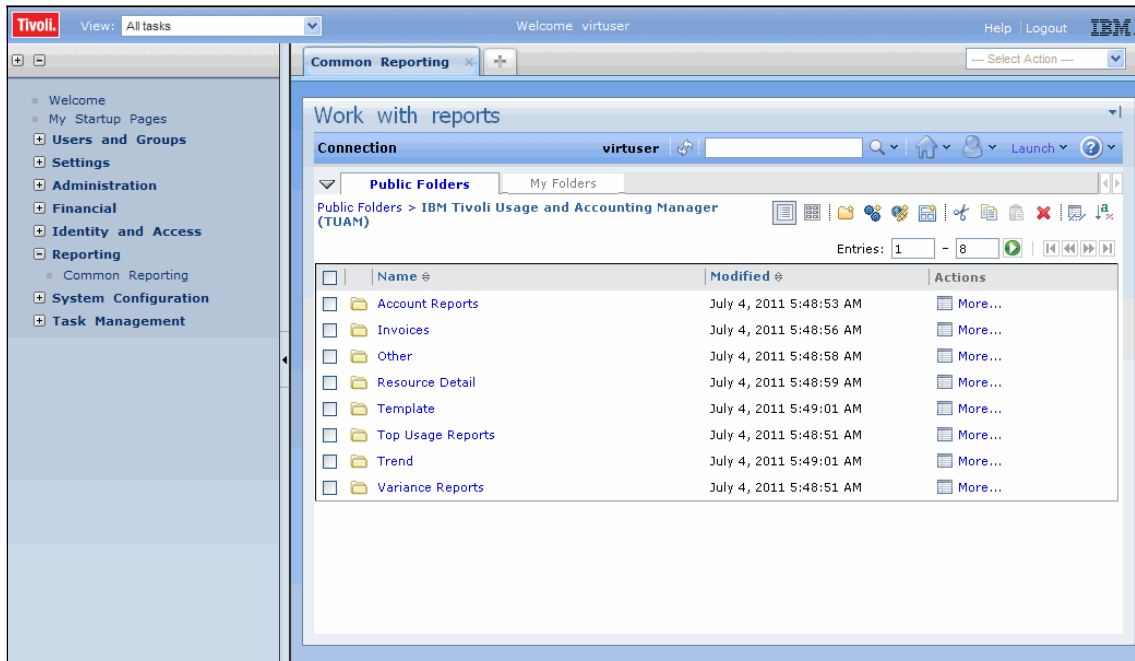 Tivoli. View: All tasks Welcome virtuser Help Logout IBM.
Common Reporting --- Select Action ---
Welcome
My Startup Pages
Users and Groups
Settings
Administration
Financial
Identity and Access
Reporting
Common Reporting
System Configuration
Task Management
Work with reports
Connection virtuser Launch
Public Folders My Folders
Public Folders > IBM Tivoli Usage and Accounting Manager
(TUAM)
Entries: 1 - 8
Name Modified Actions
Account Reports July 4, 2011 5:48:53 AM More...
Invoices July 4, 2011 5:48:56 AM More...
Other July 4, 2011 5:48:58 AM More...
Resource Detail July 4, 2011 5:48:59 AM More...
Template July 4, 2011 5:49:01 AM More...
Top Usage Reports July 4, 2011 5:48:51 AM More...
Trend July 4, 2011 5:49:01 AM More...
Variance Reports July 4, 2011 5:48:51 AM More...